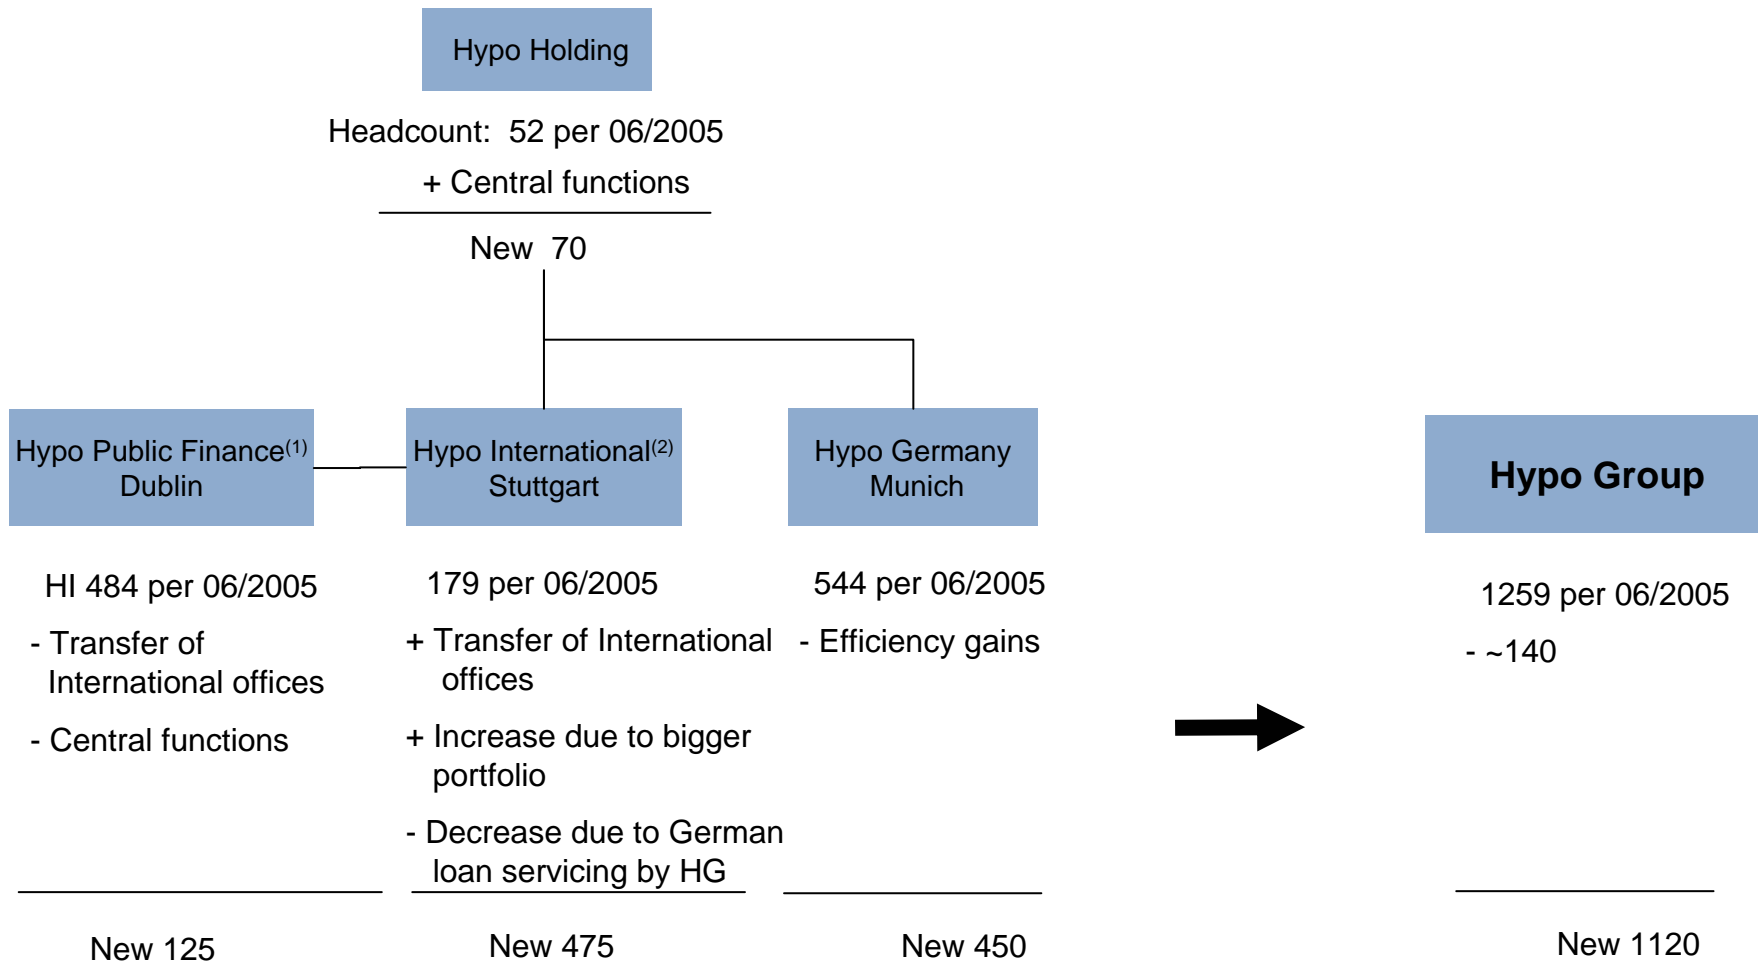 Hypo Holding
Headcount: 52 per 06/2005
+ Central functions
New 70
Hypo Public Finance(1)
Dublin
HI 484 per 06/2005
- Transfer of
International offices
- Central functions
New 125
Hypo International(2)
Stuttgart
179 per 06/2005
+ Transfer of International
offices
+ Increase due to bigger
portfolio
- Decrease due to German
loan servicing by HG
New 475
Hypo Germany
Munich
544 per 06/2005
- Efficiency gains
New 450
Hypo Group
1259 per 06/2005
- ~140
New 1120